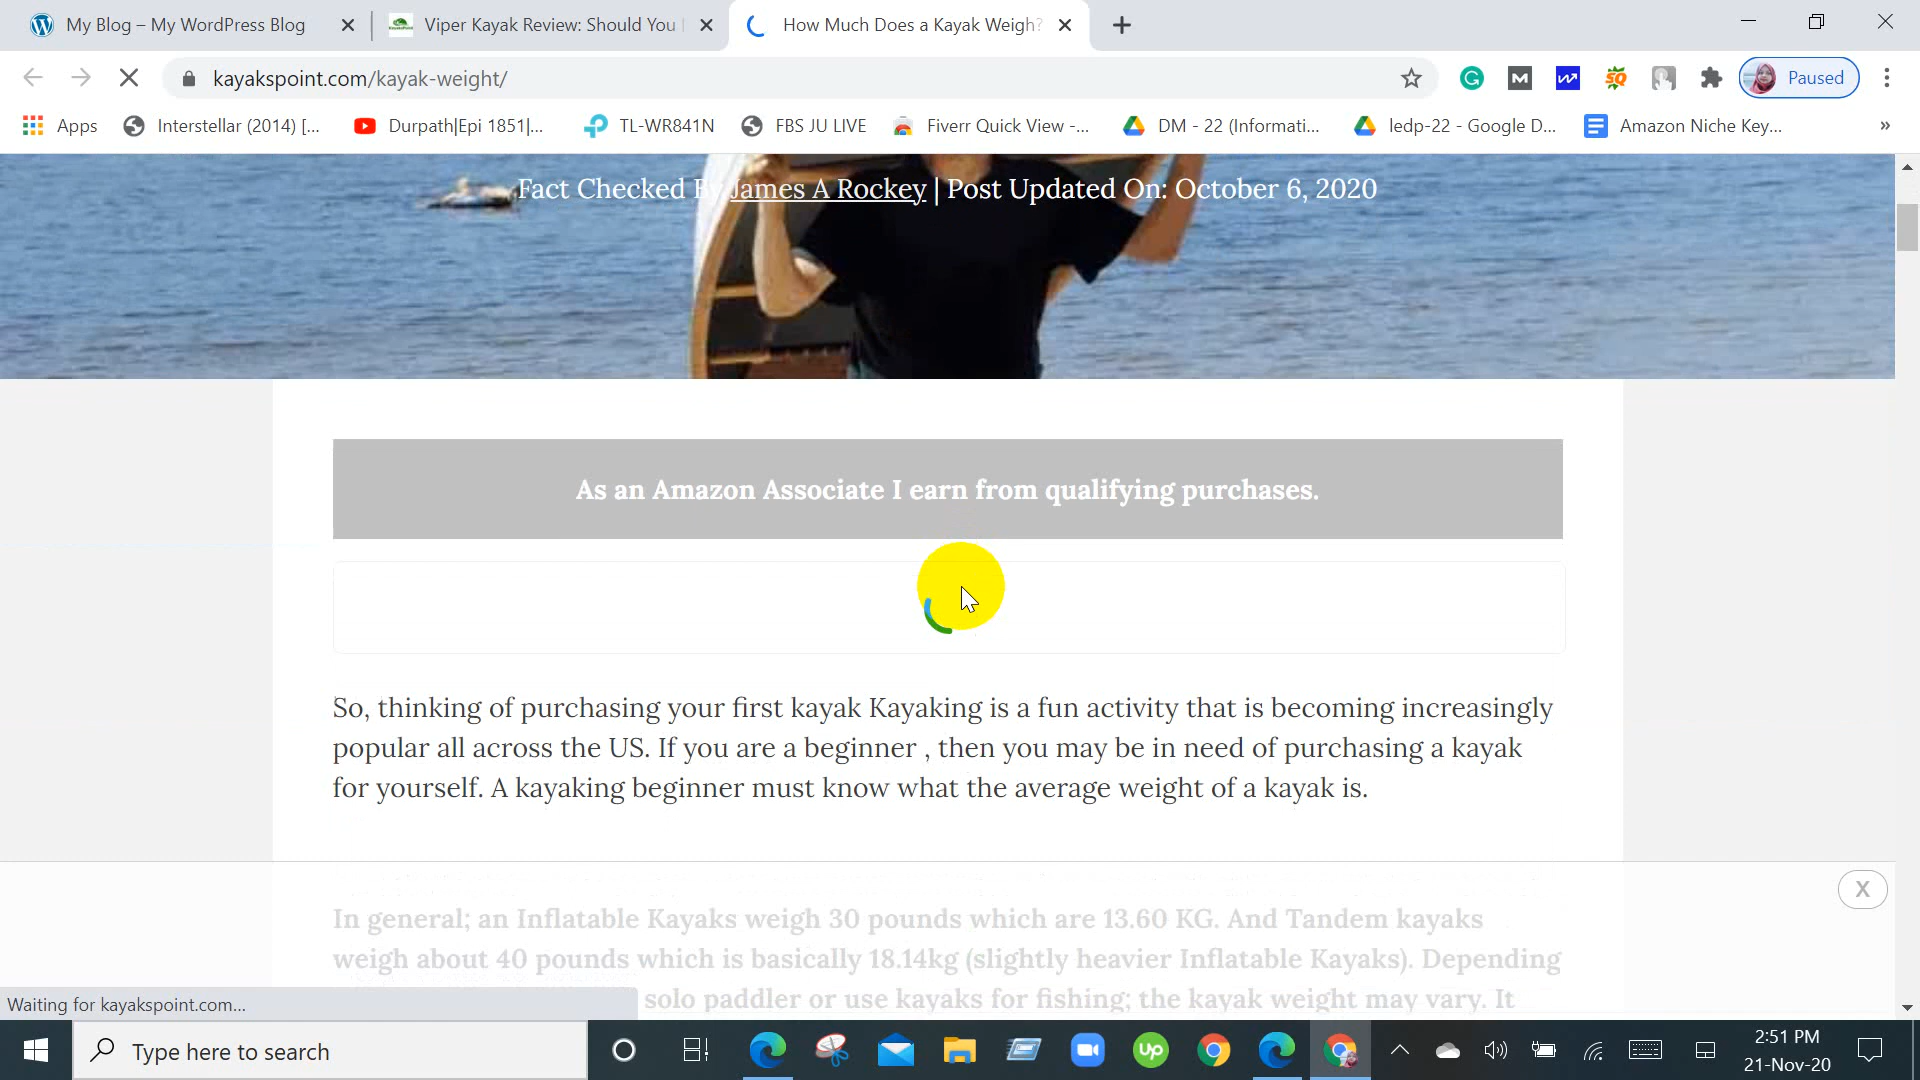 My Blog – My WordPress Blog
Viper Kayak Review: Should You
How Much Does a Kayak Weigh?
kayakspoint.com/kayak-weight/
Paused
Apps
Interstellar (2014) [...
Durpath|Epi 1851|...
TL-WR841N
FBS JU LIVE
Fiverr Quick View -...
DM - 22 (Informati...
ledp-22 - Google D...
Amazon Niche Key...
»
Fact Checked By James A Rockey | Post Updated On: October 6, 2020
As an Amazon Associate I earn from qualifying purchases.
So, thinking of purchasing your first kayak Kayaking is a fun activity that is becoming increasingly
popular all across the US. If you are a beginner , then you may be in need of purchasing a kayak
for yourself. A kayaking beginner must know what the average weight of a kayak is.
X
In general; an Inflatable Kayaks weigh 30 pounds which are 13.60 KG. And Tandem kayaks
weigh about 40 pounds which is basically 18.14kg (slightly heavier Inflatable Kayaks). Depending
solo paddler or use kayaks for fishing; the kayak weight may vary. It
Waiting for kayakspoint.com...
Type here to search
2:51 PM
21-Nov-20